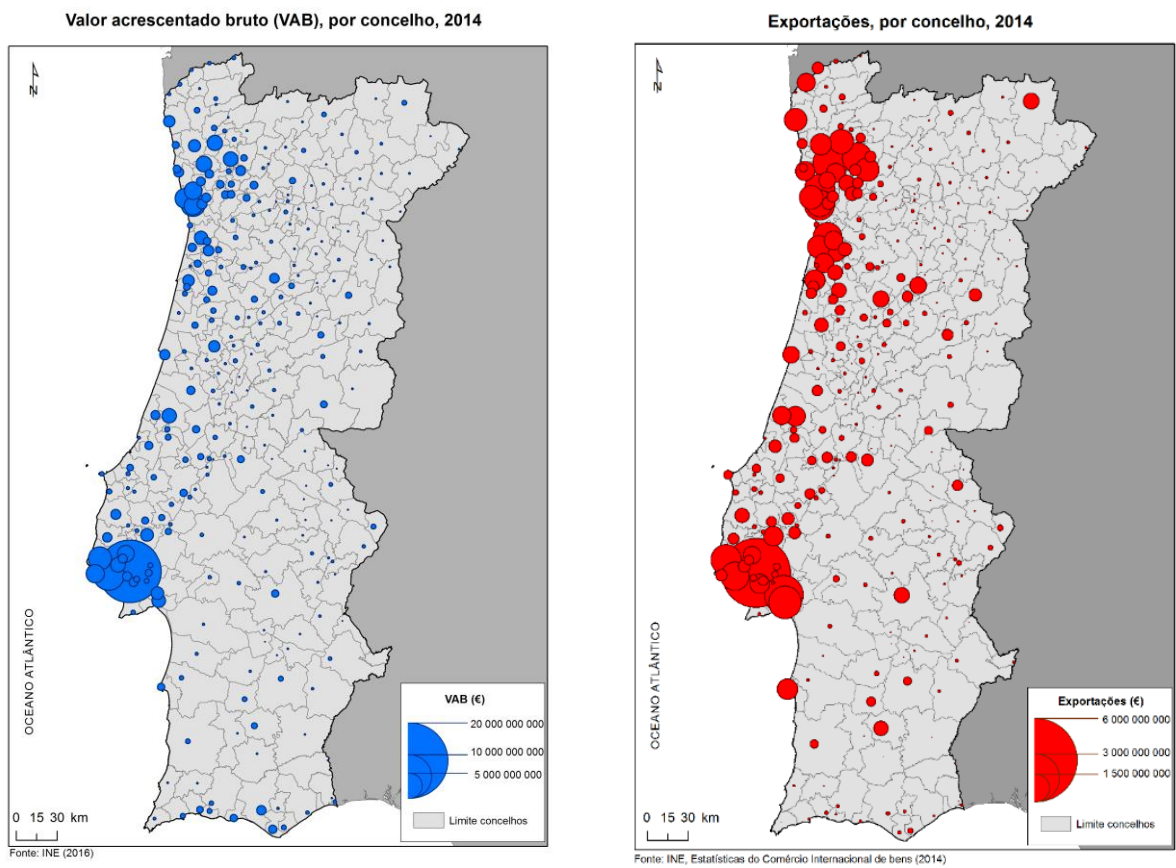 Valor acrescentado bruto (VAB), por concelho, 2014
N
OCEANO ATLÂNTICO
VAB (€)
20 000 000 000
10 000 000 000
5 000 000 000
Limite concelhos
0 15 30 km
Fonte: INE (2016)
Exportações, por concelho, 2014
N
OCEANO ATLÂNTICO
Exportações (€)
6 000 000 000
3 000 000 000
1 500 000 000
Limite concelhos
0 15 30 km
Fonte: INE, Estatísticas do Comércio Internacional de bens (2014)